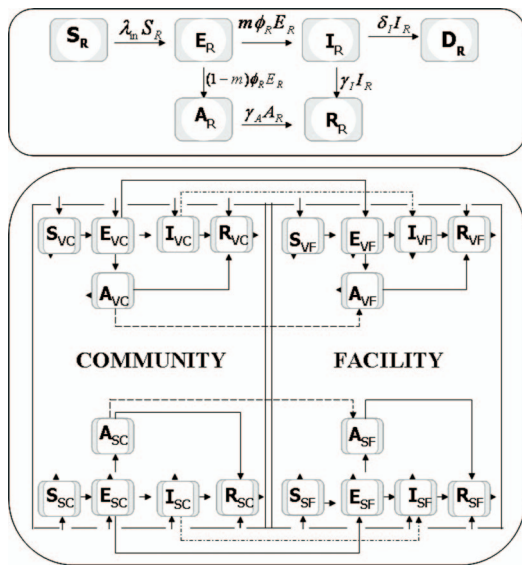 S_R λ_in S_R E_R mϕ_R E_R I_R δ_I I_R D_R
(1−m)ϕ_R E_R γ_I I_R
A_R γ_A A_R R_R
S_VC E_VC I_VC R_VC S_VF E_VF I_VF R_VF
A_VC A_VF
COMMUNITY FACILITY
A_SC A_SF
S_SC E_SC I_SC R_SC S_SF E_SF I_SF R_SF